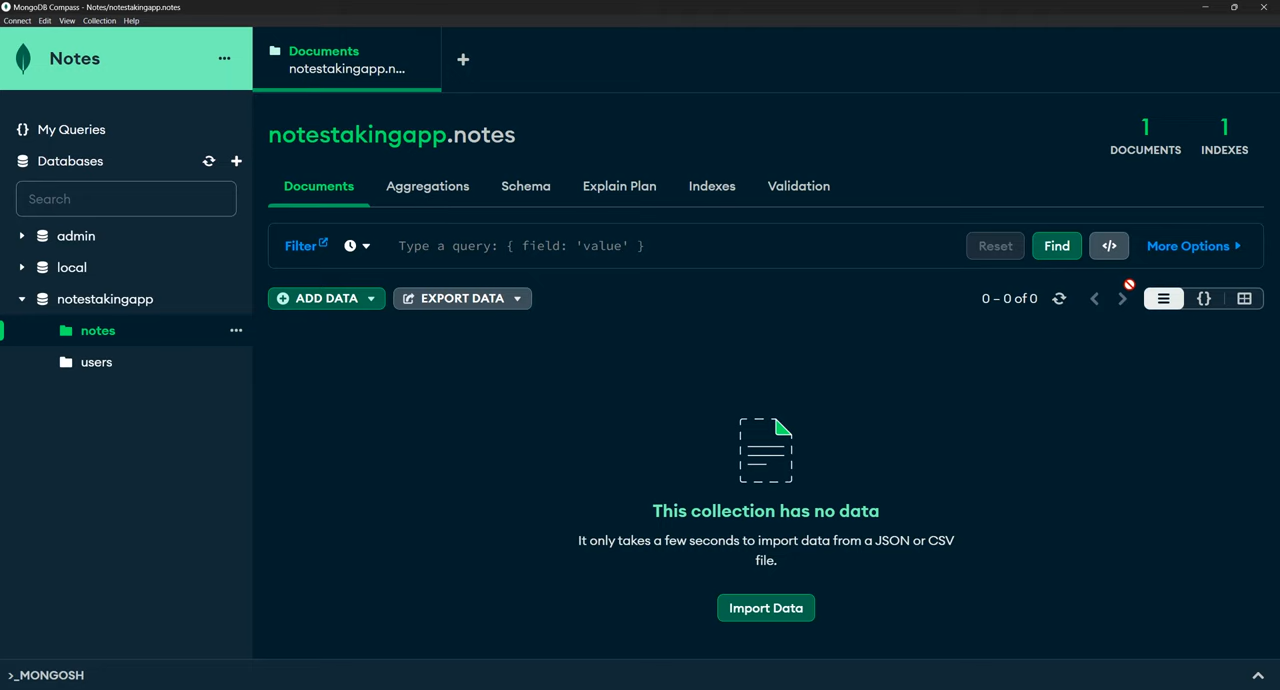 MongoDB Compass - Notes/notestakingapp.notes
Connect Edit View Collection Help
Notes
Documents
notestakingapp.n...
My Queries
Databases
Search
admin
local
notestakingapp
notes
users
notestakingapp.notes
1
DOCUMENTS
1
INDEXES
Documents Aggregations Schema Explain Plan Indexes Validation
Filter Type a query: { field: 'value' } Reset Find </> More Options
ADD DATA EXPORT DATA 0 – 0 of 0 {}
This collection has no data
It only takes a few seconds to import data from a JSON or CSV
file.
Import Data
>_MONGOSH